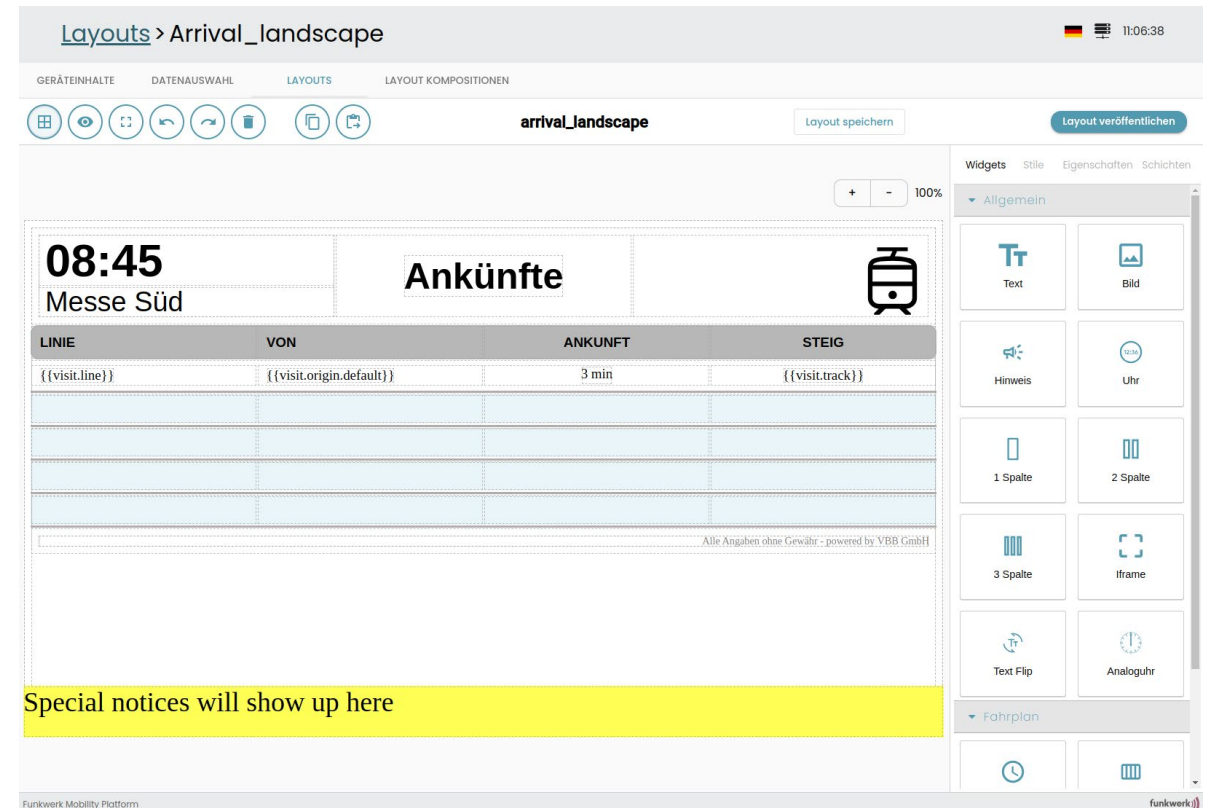 Layouts > Arrival_landscape
11:06:38
GERÄTEINHALTE DATENAUSWAHL LAYOUTS LAYOUT KOMPOSITIONEN
arrival_landscape
Layout speichern
Layout veröffentlichen
Widgets Stile Eigenschaften Schichten
+ - 100%
Allgemein
08:45
Messe Süd
Ankünfte
Text Bild
LINIE VON ANKUNFT STEIG
{{visit.line}} {{visit.origin.default}} 3 min {{visit.track}}
Hinweis Uhr
1 Spalte 2 Spalte
Alle Angaben ohne Gewähr - powered by VBB GmbH
3 Spalte Iframe
Text Flip Analoguhr
Special notices will show up here
Fahrplan
Funkwerk Mobility Platform
funkwerk